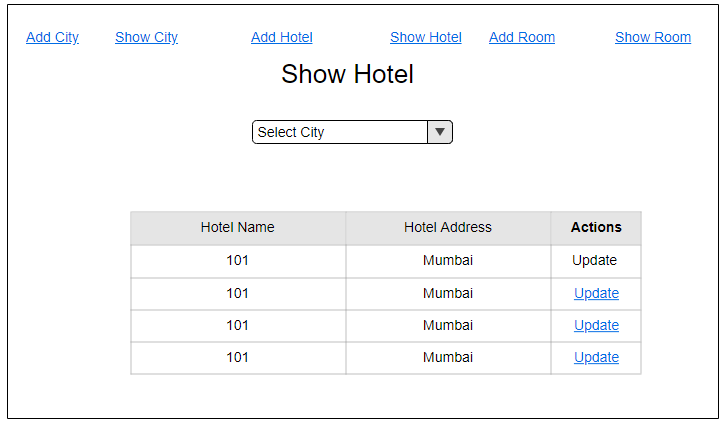 Add City Show City Add Hotel Show Hotel Add Room Show Room
Show Hotel
Select City
Hotel Name Hotel Address Actions
101 Mumbai Update
101 Mumbai Update
101 Mumbai Update
101 Mumbai Update